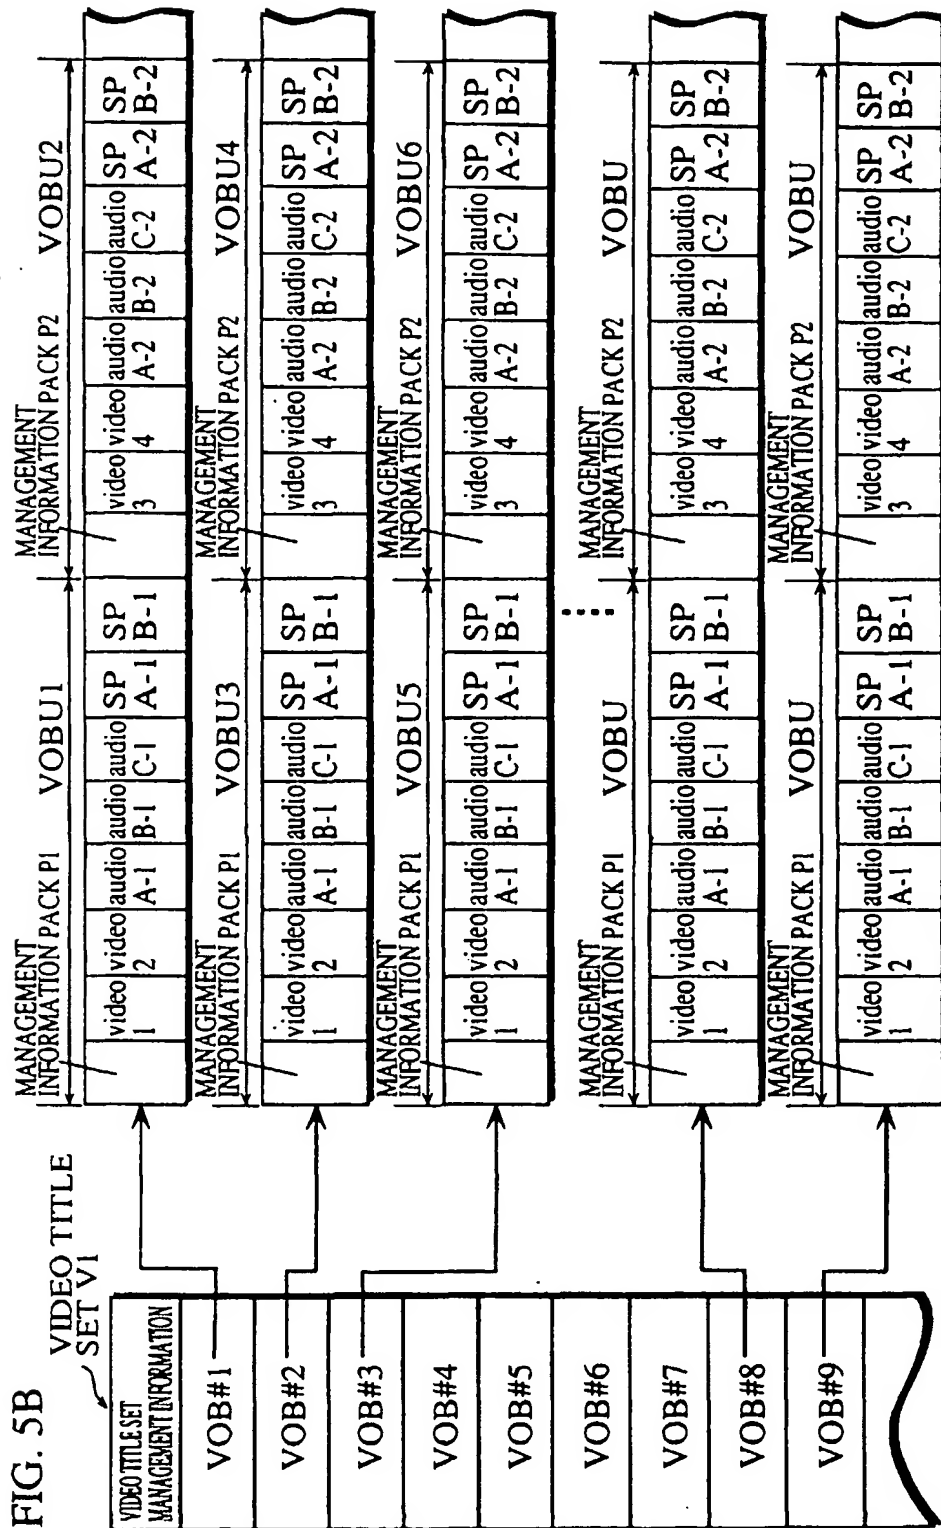 FIG. 5B
VIDEO TITLE
SET V1
VIDEO TITLE SET
MANAGEMENT INFORMATION
VOB#1
VOB#2
VOB#3
VOB#4
VOB#5
VOB#6
VOB#7
VOB#8
VOB#9
MANAGEMENT
INFORMATION PACK P1
VOBU1
MANAGEMENT
INFORMATION PACK P2
VOBU2
video video audio audio audio SP SP video video audio audio audio SP SP
1 2 A-1 B-1 C-1 A-1 B-1 3 4 A-2 B-2 C-2 A-2 B-2
MANAGEMENT
INFORMATION PACK P1
VOBU3
MANAGEMENT
INFORMATION PACK P2
VOBU4
video video audio audio audio SP SP video video audio audio audio SP SP
1 2 A-1 B-1 C-1 A-1 B-1 3 4 A-2 B-2 C-2 A-2 B-2
MANAGEMENT
INFORMATION PACK P1
VOBU5
MANAGEMENT
INFORMATION PACK P2
VOBU6
video video audio audio audio SP SP video video audio audio audio SP SP
1 2 A-1 B-1 C-1 A-1 B-1 3 4 A-2 B-2 C-2 A-2 B-2
MANAGEMENT
INFORMATION PACK P1
VOBU
MANAGEMENT
INFORMATION PACK P2
VOBU
video video audio audio audio SP SP video video audio audio audio SP SP
1 2 A-1 B-1 C-1 A-1 B-1 3 4 A-2 B-2 C-2 A-2 B-2
MANAGEMENT
INFORMATION PACK P1
VOBU
MANAGEMENT
INFORMATION PACK P2
VOBU
video video audio audio audio SP SP video video audio audio audio SP SP
1 2 A-1 B-1 C-1 A-1 B-1 3 4 A-2 B-2 C-2 A-2 B-2